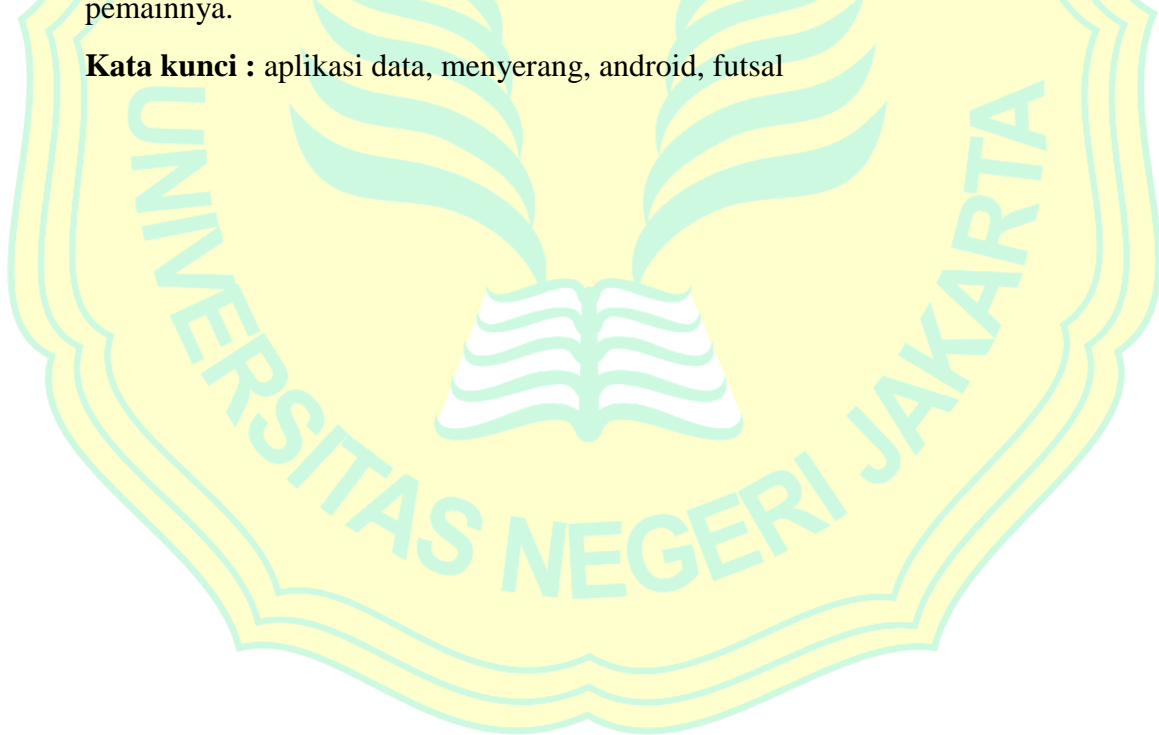 pemainnya.
Kata kunci : aplikasi data, menyerang, android, futsal
UNIVERSITAS NEGERI JAKARTA